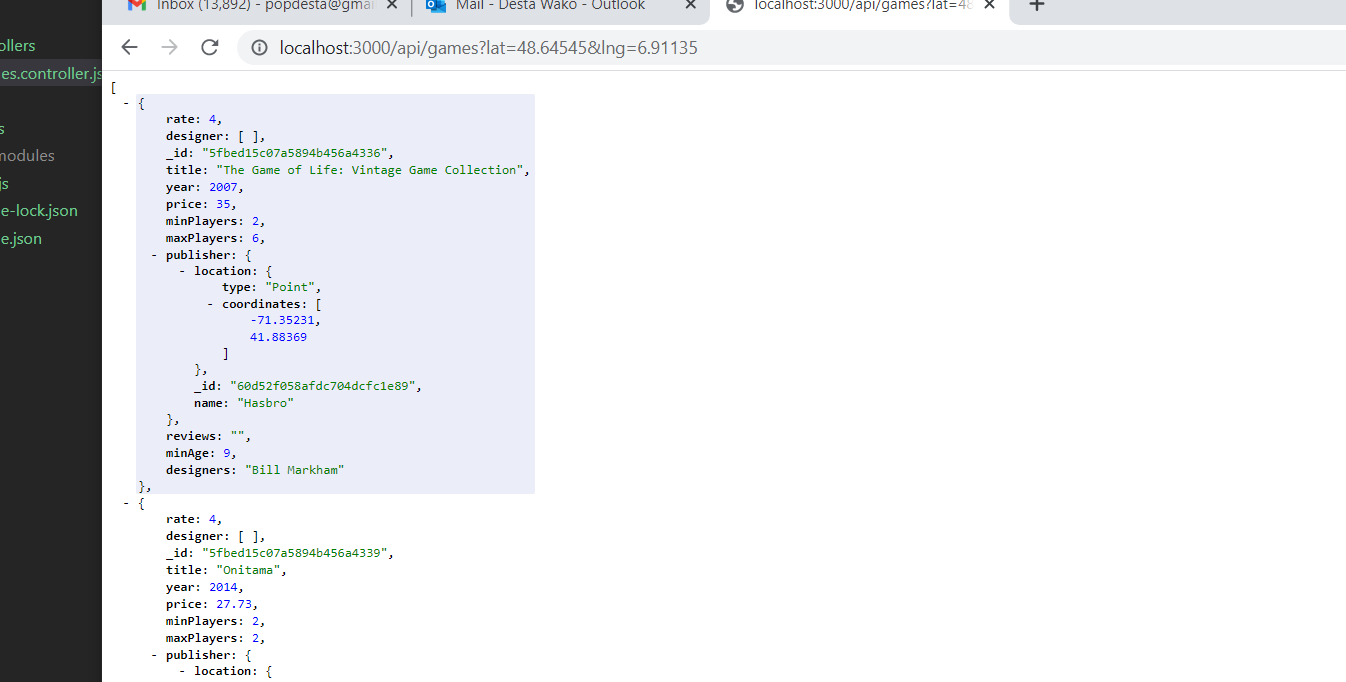 Inbox (13,892) - popdesta@gmai
Mail - Desta Wako - Outlook
localhost:3000/api/games?lat=48
localhost:3000/api/games?lat=48.64545&lng=6.91135
ollers
es.controller.js
s
modules
js
e-lock.json
e.json
[
- {
rate: 4,
designer: [ ],
_id: "5fbed15c07a5894b456a4336",
title: "The Game of Life: Vintage Game Collection",
year: 2007,
price: 35,
minPlayers: 2,
maxPlayers: 6,
- publisher: {
- location: {
type: "Point",
- coordinates: [
-71.35231,
41.88369
]
},
_id: "60d52f058afdc704dcfc1e89",
name: "Hasbro"
},
reviews: "",
minAge: 9,
designers: "Bill Markham"
},
- {
rate: 4,
designer: [ ],
_id: "5fbed15c07a5894b456a4339",
title: "Onitama",
year: 2014,
price: 27.73,
minPlayers: 2,
maxPlayers: 2,
- publisher: {
- location: {